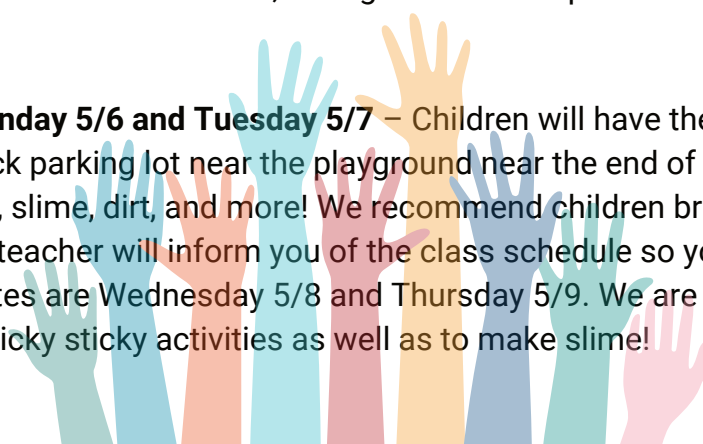 nday 5/6 and Tuesday 5/7 – Children will have the
ck parking lot near the playground near the end of
, slime, dirt, and more! We recommend children br
teacher will inform you of the class schedule so yo
tes are Wednesday 5/8 and Thursday 5/9. We are
icky sticky activities as well as to make slime!